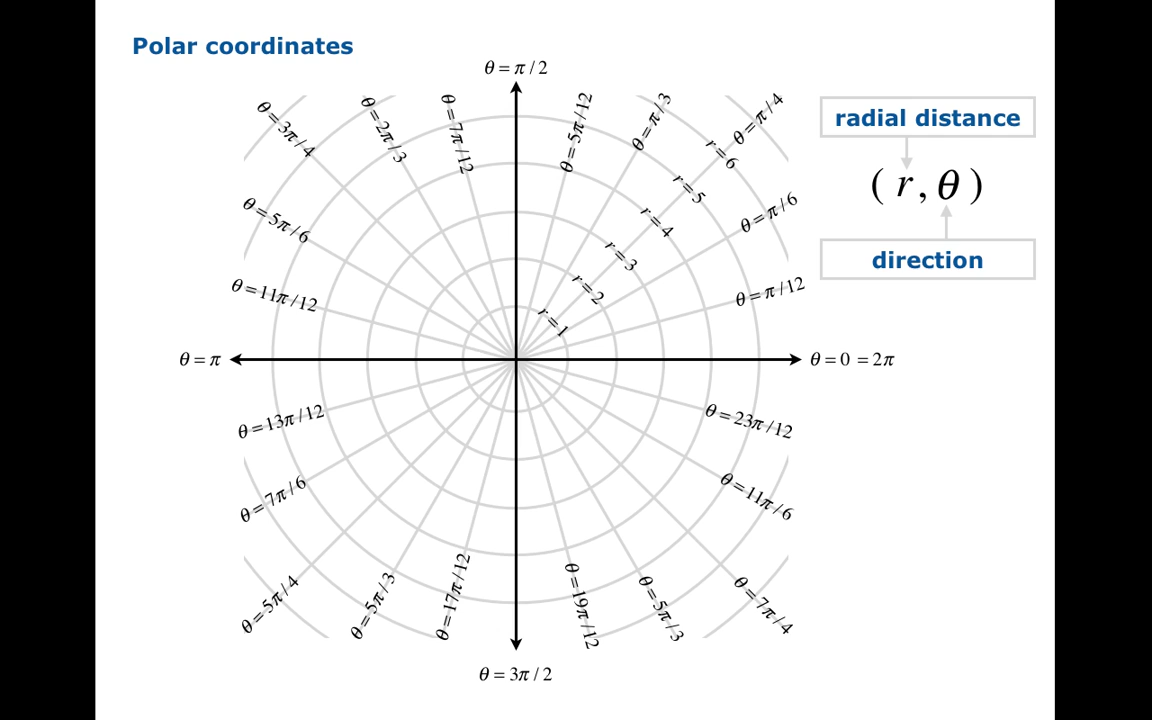 Polar coordinates
θ = π / 2
θ = 3π / 4
θ = 2π / 3
θ = 7π / 12
θ = 5π / 12
θ = π / 3
θ = π / 4
r = 6
r = 5
r = 4
r = 3
r = 2
r = 1
θ = π / 6
θ = π / 12
θ = 5π / 6
θ = 11π / 12
θ = π
θ = 0 = 2π
θ = 13π / 12
θ = 7π / 6
θ = 5π / 4
θ = 5π / 3
θ = 17π / 12
θ = 19π / 12
θ = 5π / 3
θ = 7π / 4
θ = 11π / 6
θ = 23π / 12
θ = 3π / 2
radial distance
( r , θ )
direction